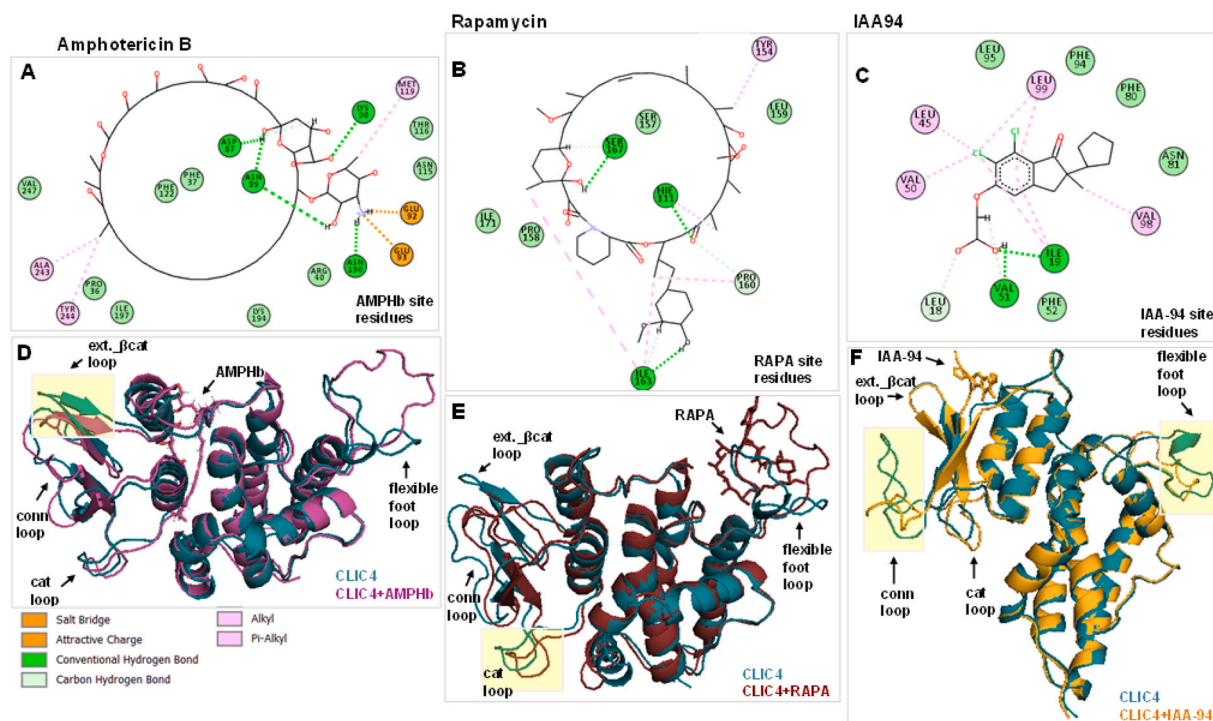 Amphotericin B
Rapamycin
IAA94
A
MET
119
LYS
90
ASP
87
THR
116
ASN
89
ASN
115
VAL
247
PHE
122
PHE
37
GLU
92
GLU
93
ALA
243
ASN
190
ARG
40
PRO
36
TYR
244
ILE
197
LYS
194
AMPHb site
residues
B
TYR
154
LEU
159
SER
157
SER
167
HIE
111
ILE
171
PRO
158
PRO
160
ILE
163
RAPA site
residues
C
LEU
95
PHE
94
LEU
99
PHE
80
LEU
45
Cl
Cl
ASN
81
VAL
50
VAL
98
ILE
19
VAL
51
LEU
18
PHE
52
IAA-94 site
residues
D
ext._βcat
loop
AMPHb
conn
loop
cat
loop
flexible
foot
loop
CLIC4
CLIC4+AMPHb
Salt Bridge
Attractive Charge
Conventional Hydrogen Bond
Carbon Hydrogen Bond
Alkyl
Pi-Alkyl
E
RAPA
ext._βcat
loop
conn
loop
flexible
foot
loop
cat
loop
CLIC4
CLIC4+RAPA
F
IAA-94
ext._βcat
loop
flexible
foot
loop
conn
loop
cat
loop
CLIC4
CLIC4+IAA-94